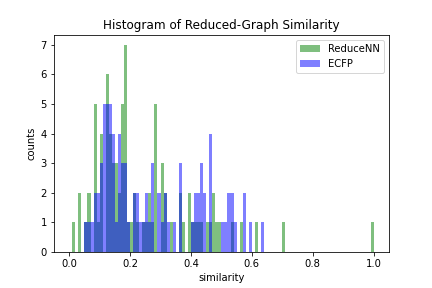 Histogram of Reduced-Graph Similarity
ReduceNN
ECFP
counts
7
6
5
4
3
2
1
0
0.0 0.2 0.4 0.6 0.8 1.0
similarity